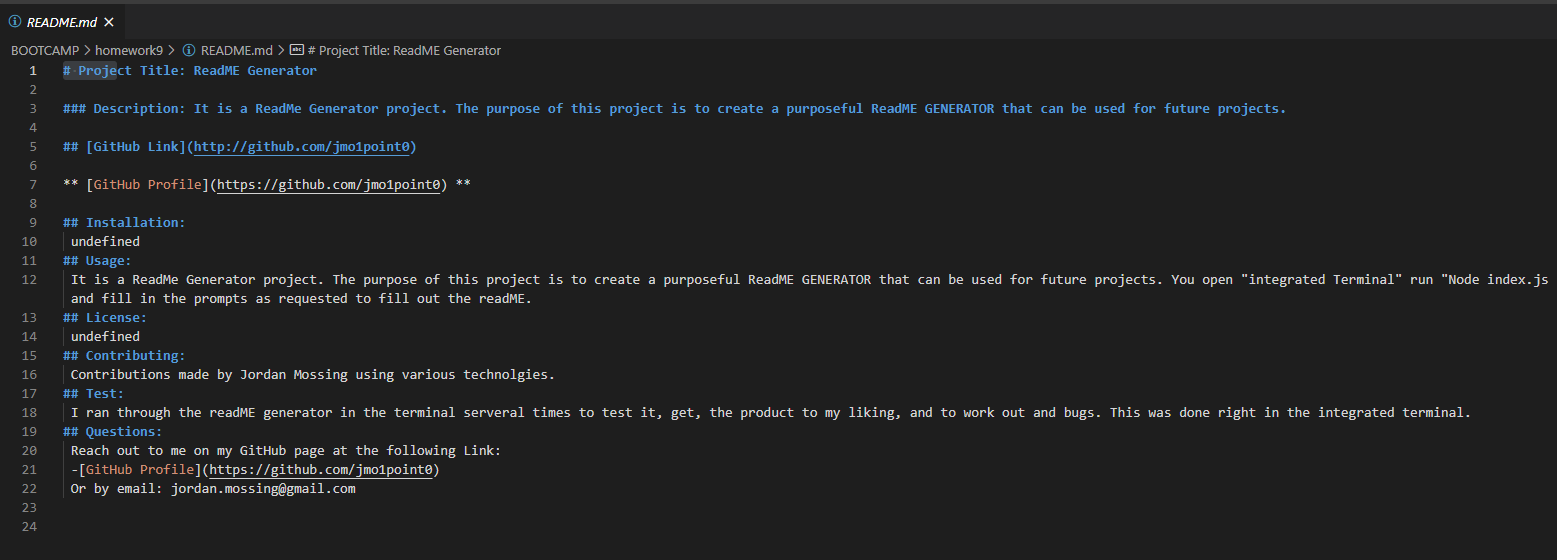 README.md
BOOTCAMP > homework9 > README.md > # Project Title: ReadME Generator
1 # Project Title: ReadME Generator
2
3 ### Description: It is a ReadMe Generator project. The purpose of this project is to create a purposeful ReadME GENERATOR that can be used for future projects.
4
5 ## [GitHub Link](http://github.com/jmo1point0)
6
7 ** [GitHub Profile](https://github.com/jmo1point0) **
8
9 ## Installation:
10 undefined
11 ## Usage:
12 It is a ReadMe Generator project. The purpose of this project is to create a purposeful ReadME GENERATOR that can be used for future projects. You open "integrated Terminal" run "Node index.js
and fill in the prompts as requested to fill out the readME.
13 ## License:
14 undefined
15 ## Contributing:
16 Contributions made by Jordan Mossing using various technolgies.
17 ## Test:
18 I ran through the readME generator in the terminal serveral times to test it, get, the product to my liking, and to work out and bugs. This was done right in the integrated terminal.
19 ## Questions:
20 Reach out to me on my GitHub page at the following Link:
21 -[GitHub Profile](https://github.com/jmo1point0)
22 Or by email: jordan.mossing@gmail.com
23
24